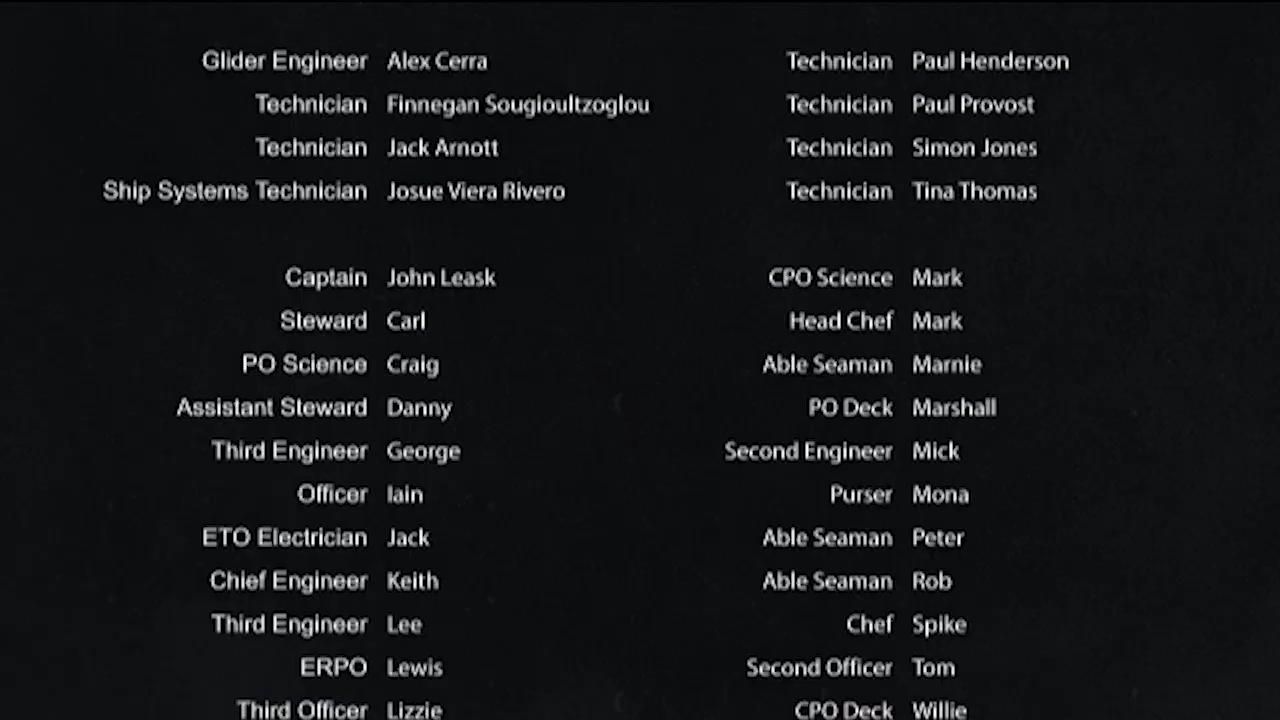 Glider Engineer Alex Cerra
Technician Finnegan Sougioultzoglou
Technician Jack Arnott
Ship Systems Technician Josue Viera Rivero
Technician Paul Henderson
Technician Paul Provost
Technician Simon Jones
Technician Tina Thomas
Captain John Leask
Steward Carl
PO Science Craig
Assistant Steward Danny
Third Engineer George
Officer Iain
ETO Electrician Jack
Chief Engineer Keith
Third Engineer Lee
ERPO Lewis
Third Officer Lizzie
CPO Science Mark
Head Chef Mark
Able Seaman Marnie
PO Deck Marshall
Second Engineer Mick
Purser Mona
Able Seaman Peter
Able Seaman Rob
Chef Spike
Second Officer Tom
CPO Deck Willie